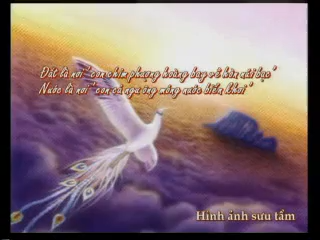 Đất là nơi "con chim phượng hoàng bay về hòn núi bạc"
Nước là nơi "con cá ngư ông móng nước biển khơi"
Hình ảnh sưu tầm